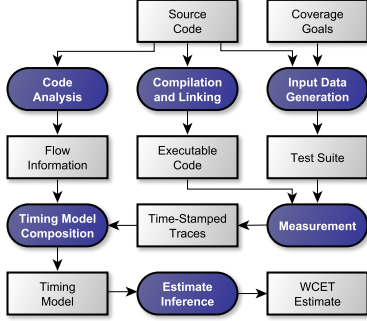 Source
Code
Coverage
Goals
Code
Analysis
Compilation
and Linking
Input Data
Generation
Flow
Information
Executable
Code
Test Suite
Timing Model
Composition
Time-Stamped
Traces
Measurement
Timing
Model
Estimate
Inference
WCET
Estimate